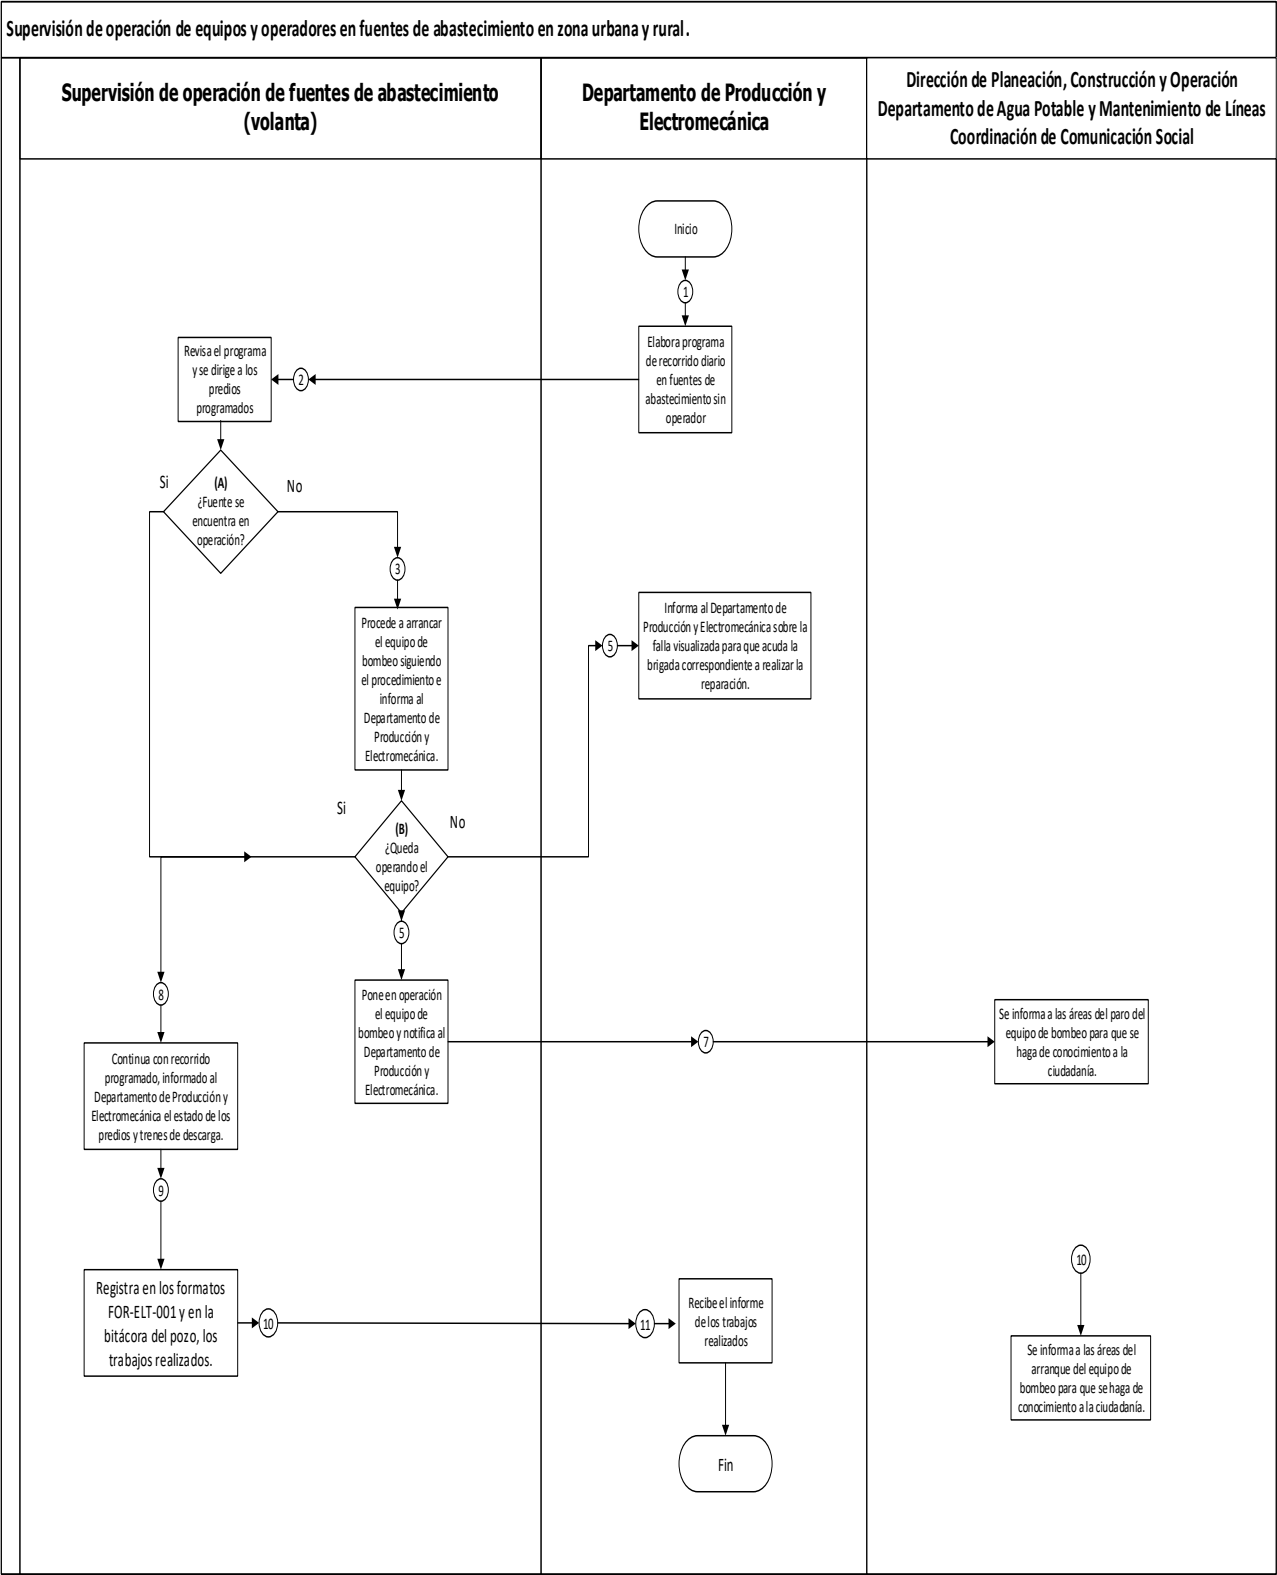 Supervisión de operación de equipos y operadores en fuentes de abastecimiento en zona urbana y rural.
Supervisión de operación de fuentes de abastecimiento
(volanta)
Departamento de Producción y
Electromecánica
Dirección de Planeación, Construcción y Operación
Departamento de Agua Potable y Mantenimiento de Líneas
Coordinación de Comunicación Social
Inicio
1
Elabora programa
de recorrido diario
en fuentes de
abastecimiento sin
operador
2
Revisa el programa
y se dirige a los
predios
programados
Si
(A)
¿Fuente se
encuentra en
operación?
No
3
Procede a arrancar
el equipo de
bombeo siguiendo
el procedimiento e
informa al
Departamento de
Producción y
Electromecánica.
5
Informa al Departamento de
Producción y Electromecánica sobre la
falla visualizada para que acuda la
brigada correspondiente a realizar la
reparación.
Si
(B)
¿Queda
operando el
equipo?
No
5
8
Pone en operación
el equipo de
bombeo y notifica al
Departamento de
Producción y
Electromecánica.
7
Se informa a las áreas del paro del
equipo de bombeo para que se
haga de conocimiento a la
ciudadanía.
Continua con recorrido
programado, informado al
Departamento de Producción y
Electromecánica el estado de los
predios y trenes de descarga.
9
Registra en los formatos
FOR-ELT-001 y en la
bitácora del pozo, los
trabajos realizados.
10
11
Recibe el informe
de los trabajos
realizados
10
Se informa a las áreas del
arranque del equipo de
bombeo para que se haga de
conocimiento a la ciudadanía.
Fin